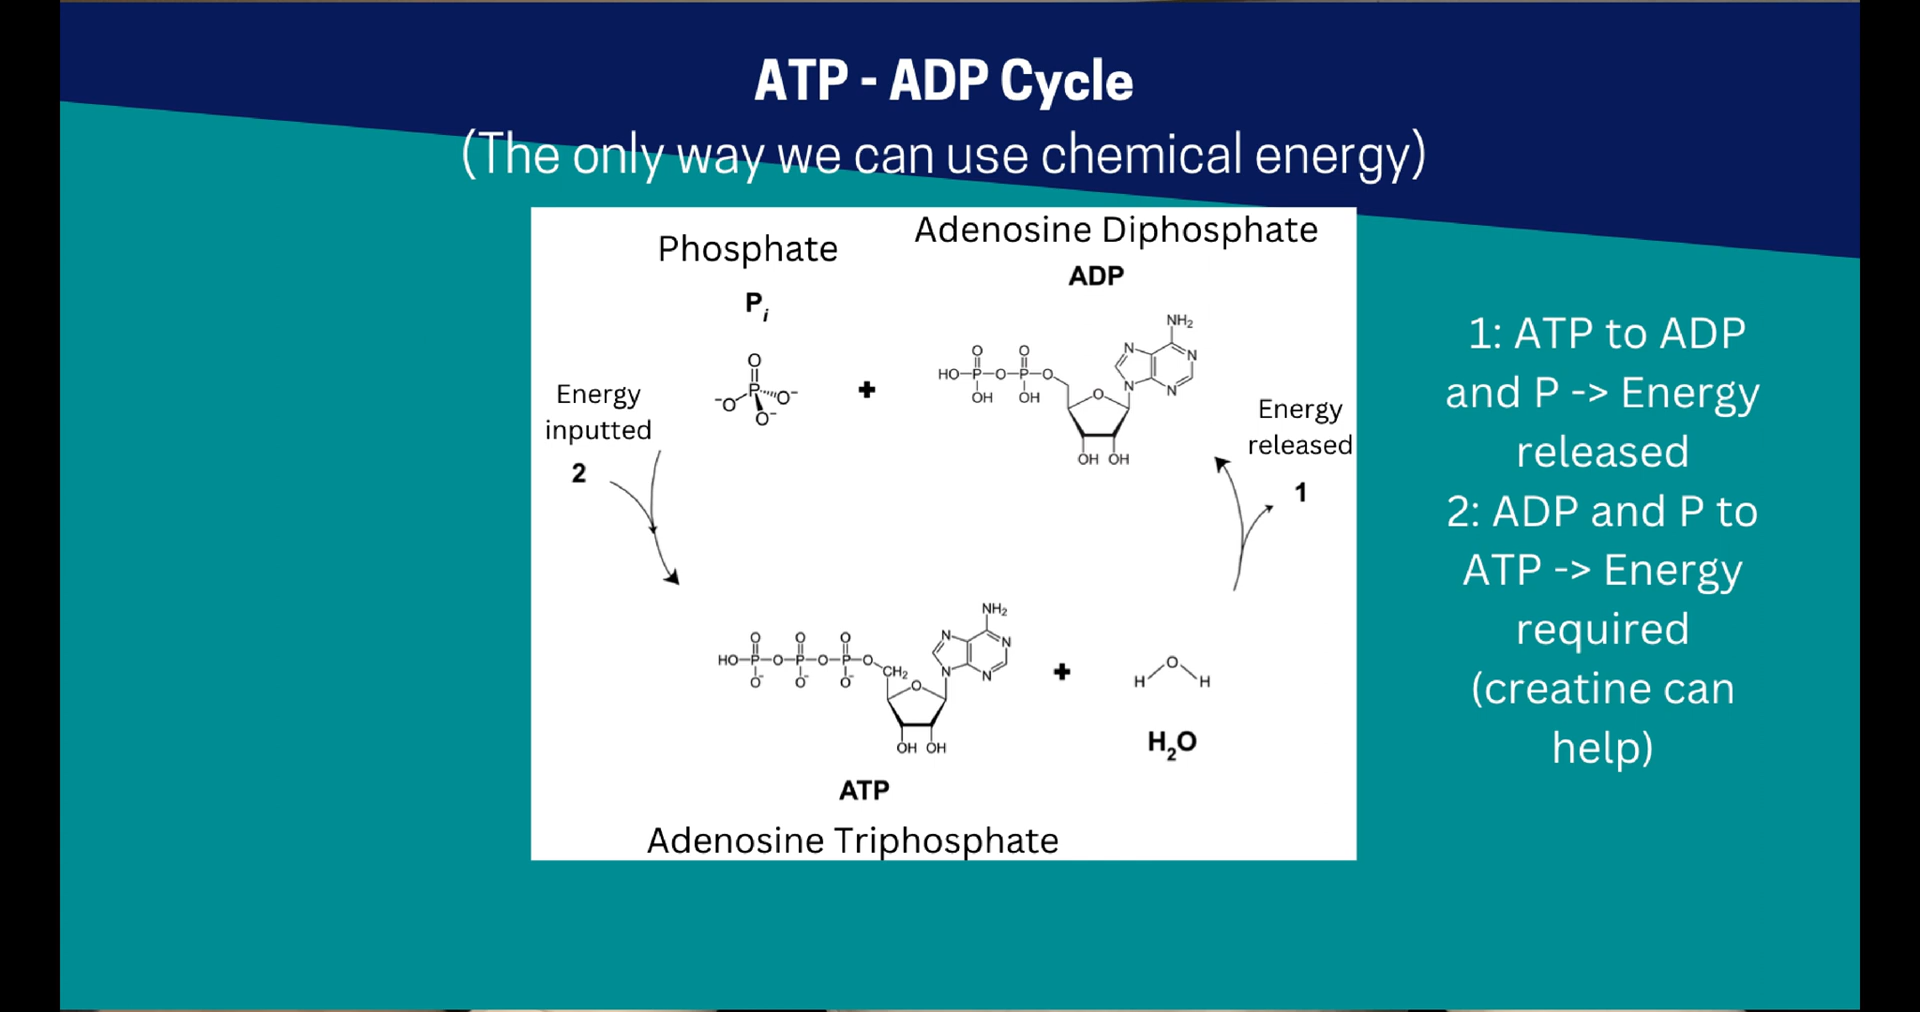 ATP - ADP Cycle
(The only way we can use chemical energy)
Phosphate
Adenosine Diphosphate
P i
ADP
O
P
-O
O-
O-
+
NH2
N
N
N
N
O
O
HO-P-O-P-O
OH
OH
O
OH OH
Energy
inputted
2
Energy
released
1
NH2
N
N
N
N
O
O
O
HO-P-O-P-O-P-O
O-
O-
O-
CH2
O
OH OH
+
O
H
H
H2O
ATP
Adenosine Triphosphate
1: ATP to ADP
and P -> Energy
released
2: ADP and P to
ATP -> Energy
required
(creatine can
help)